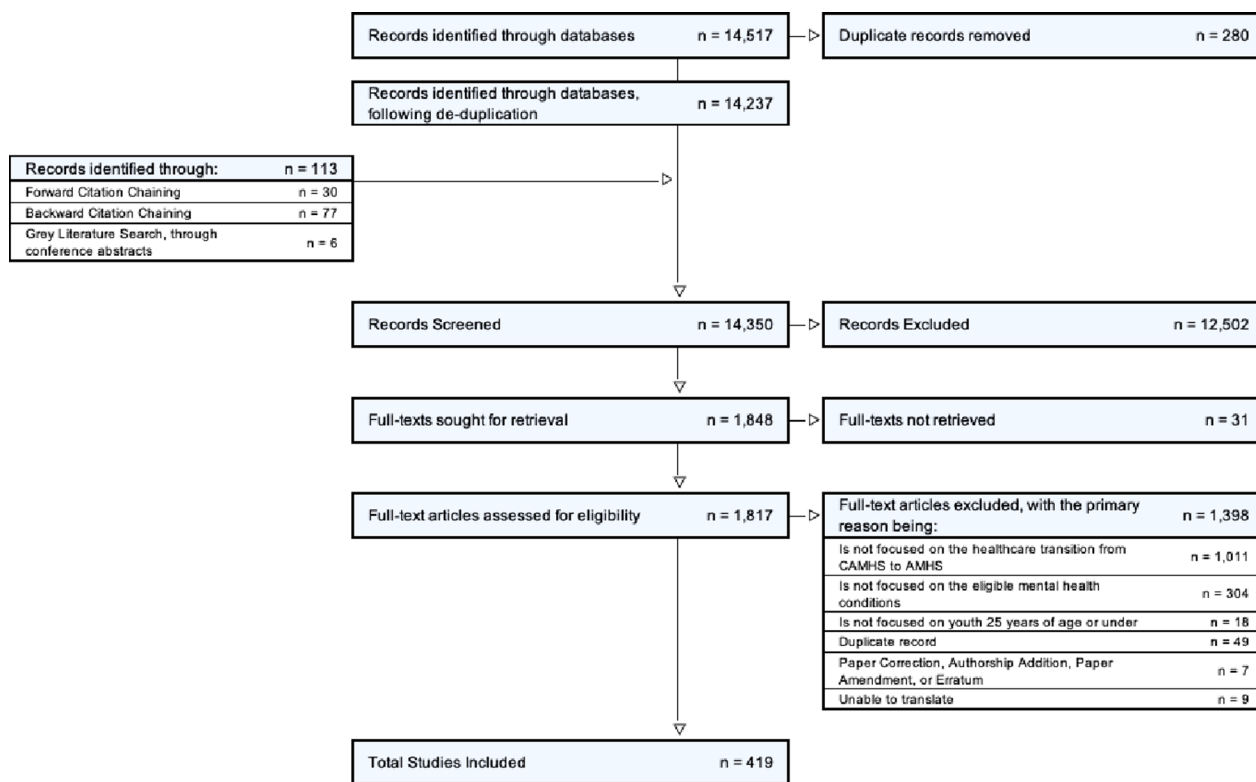 Records identified through databases n = 14,517
Duplicate records removed n = 280
Records identified through databases,
following de-duplication n = 14,237
Records identified through: n = 113
Forward Citation Chaining n = 30
Backward Citation Chaining n = 77
Grey Literature Search, through
conference abstracts n = 6
Records Screened n = 14,350
Records Excluded n = 12,502
Full-texts sought for retrieval n = 1,848
Full-texts not retrieved n = 31
Full-text articles assessed for eligibility n = 1,817
Full-text articles excluded, with the primary
reason being: n = 1,398
Is not focused on the healthcare transition from
CAMHS to AMHS n = 1,011
Is not focused on the eligible mental health
conditions n = 304
Is not focused on youth 25 years of age or under n = 18
Duplicate record n = 49
Paper Correction, Authorship Addition, Paper
Amendment, or Erratum n = 7
Unable to translate n = 9
Total Studies Included n = 419